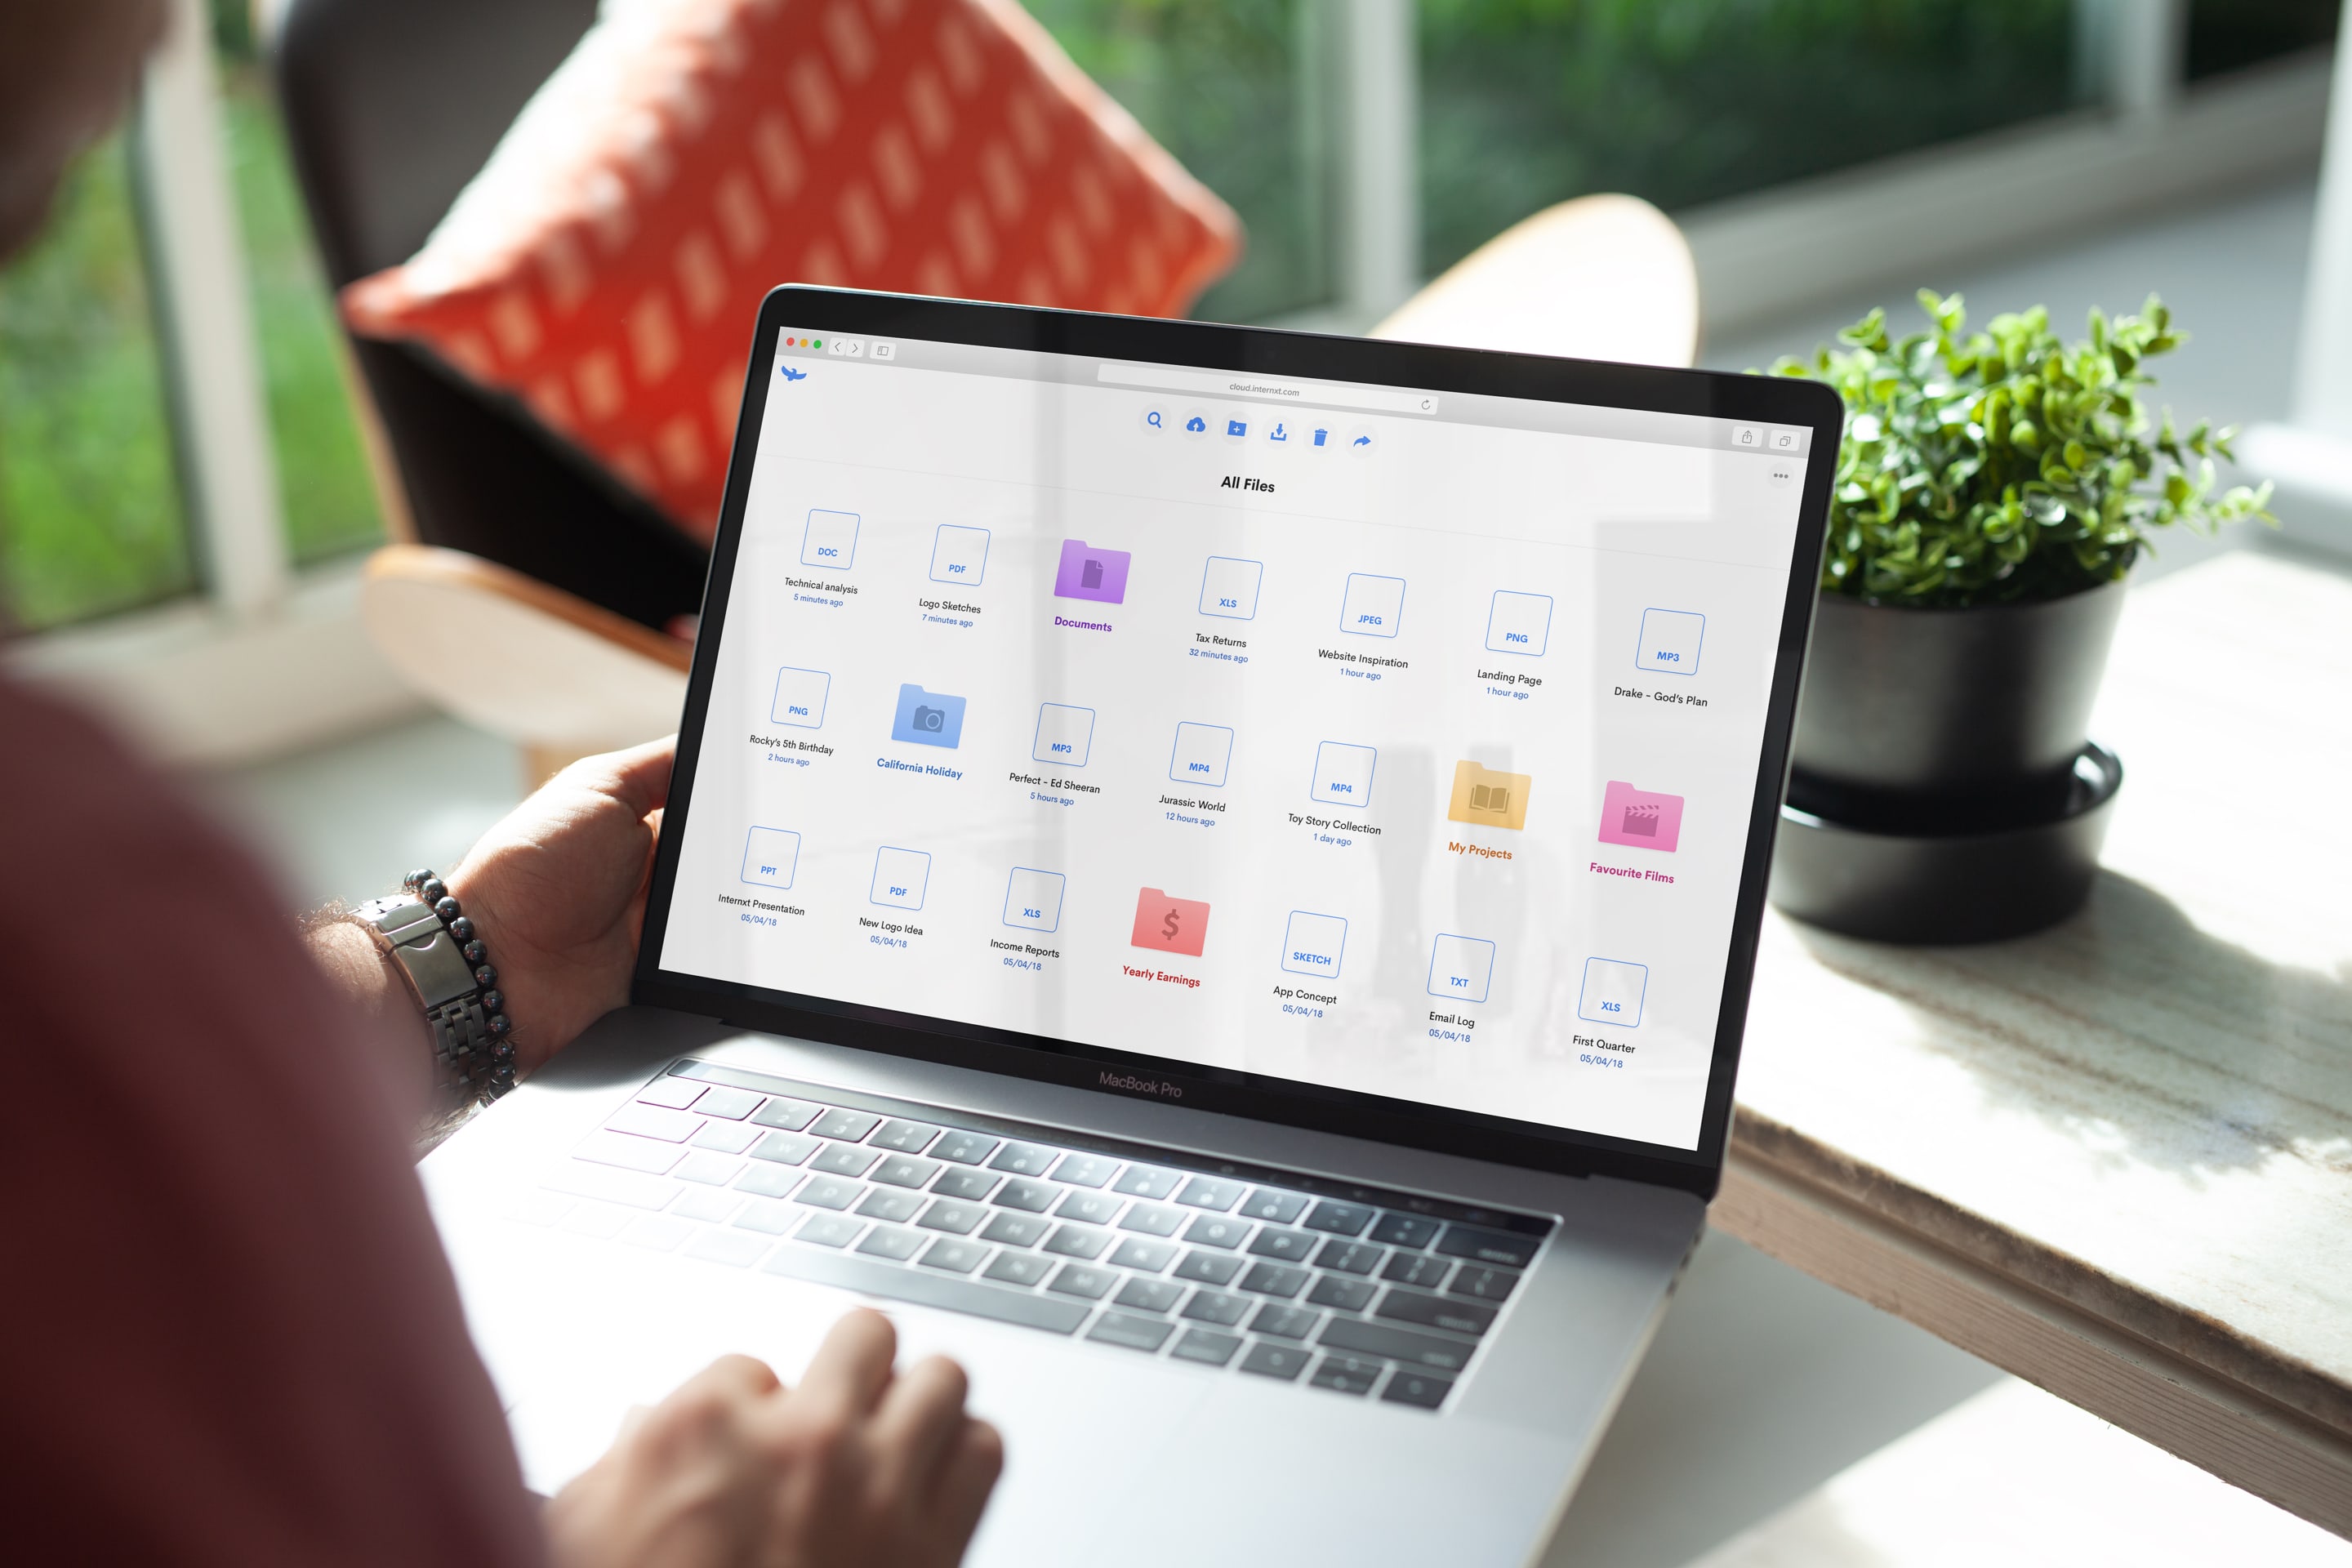 cloud.internxt.com
All Files
DOC
Technical analysis
5 minutes ago
PDF
Logo Sketches
7 minutes ago
Documents
XLS
Tax Returns
32 minutes ago
JPEG
Website Inspiration
1 hour ago
PNG
Landing Page
1 hour ago
MP3
Drake - God's Plan
PNG
Rocky's 5th Birthday
2 hours ago
California Holiday
MP3
Perfect - Ed Sheeran
5 hours ago
MP4
Jurassic World
12 hours ago
MP4
Toy Story Collection
1 day ago
My Projects
Favourite Films
PPT
Internxt Presentation
05/04/18
PDF
New Logo Idea
05/04/18
XLS
Income Reports
05/04/18
$
Yearly Earnings
SKETCH
App Concept
05/04/18
TXT
Email Log
05/04/18
XLS
First Quarter
05/04/18
MacBook Pro